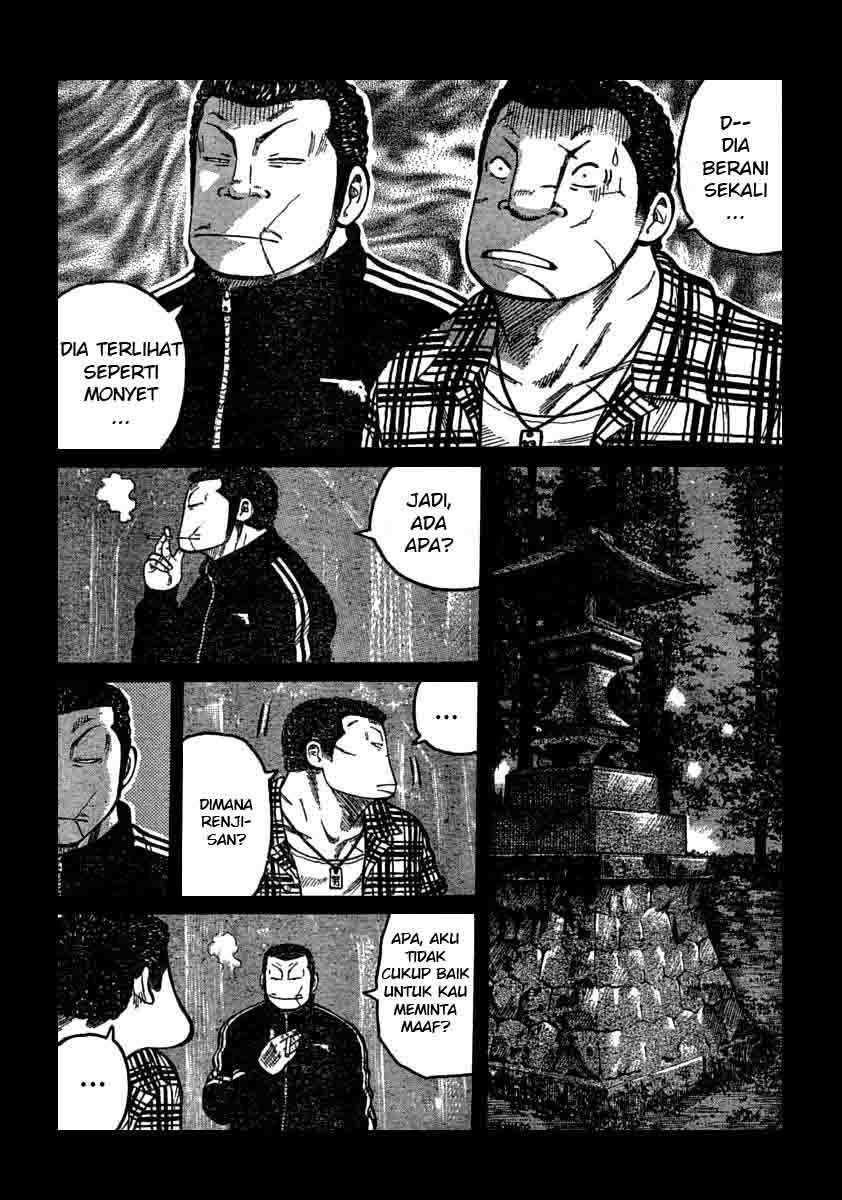 D--
DIA
BERANI
SEKALI
...
DIA TERLIHAT
SEPERTI
MONYET
...
JADI,
ADA
APA?
...
DIMANA
RENJI-
SAN?
APA, AKU
TIDAK
CUKUP BAIK
UNTUK KAU
MEMINTA
MAAF?
...